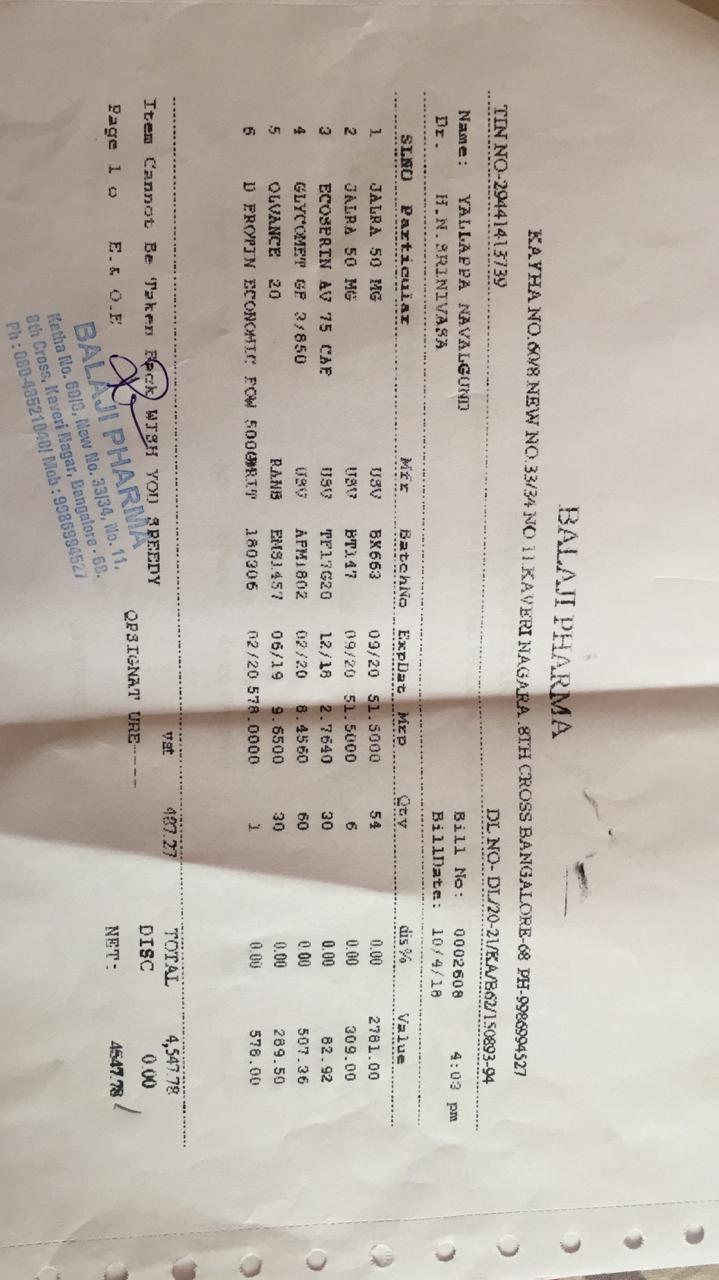 BALAJI PHARMA
KAYHA NO.60/8 NEW NO.33/34 NO 11.KAVERI NAGARA .8TH CROSS BANGALORE-68 PH-9986994527
TIN NO-29441413739 DL NO- DL/20-21/KA/B62/150893-94
Name: YALLAPPA NAVALGUND Bill No: 0002608 4:03 pm
Dr. H.N.SRINIVASA BillDate: 10/4/18
SLNO Particular Mfr BatchNo ExpDat Mrp Qty dis% Value
1 JALRA 50 MG USV BX663 09/20 51.5000 54 0.00 2781.00
2 JALRA 50 MG USV BT147 09/20 51.5000 6 0.00 309.00
3 ECOSPRIN AV 75 CAP USV TF17G20 12/18 2.7640 30 0.00 82.92
4 GLYCOMET GP 2/850 USV APM1802 02/20 8.4560 60 0.00 507.36
5 OLVANCE 20 RANB EMS1457 06/19 9.6500 30 0.00 289.50
6 D PROTIN ECONOMIC POW 500 180306 02/20 578.0000 1 0.00 578.00
vat 487.27 TOTAL 4,547.78
Item Cannot Be Taken Back WISH YOU SPEEDY DISC 0.00
OPSIGNAT URE----
Page 1 o E.& O.E NET: 4547.78
BALAJI PHARMA
Katha No. 60/8, New No. 33/34, No. 11,
8th Cross, Kaveri Nagar, Bangalore - 68.
Mob : 9986994527